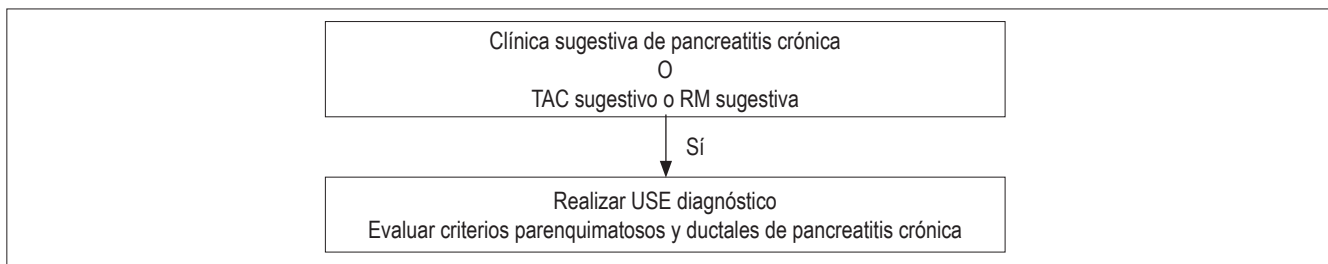 Clínica sugestiva de pancreatitis crónica
O
TAC sugestivo o RM sugestiva
Sí
Realizar USE diagnóstico
Evaluar criterios parenquimatosos y ductales de pancreatitis crónica